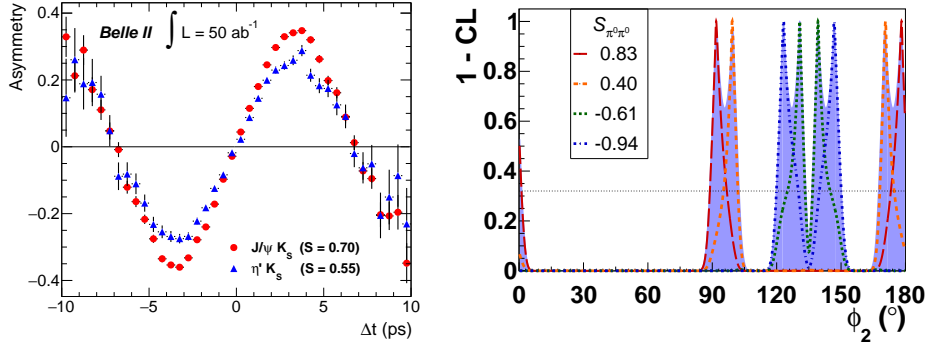 Asymmetry
Belle II ∫ L = 50 ab⁻¹
0.4
0.2
0
−0.2
−0.4
J/ψ K_S (S = 0.70)
η' K_S (S = 0.55)
−10 −5 0 5 10
Δt (ps)
1 - CL
1
0.8
0.6
0.4
0.2
0
S_π⁰π⁰
0.83
0.40
-0.61
-0.94
0 30 60 90 120 150 180
ϕ₂ (°)